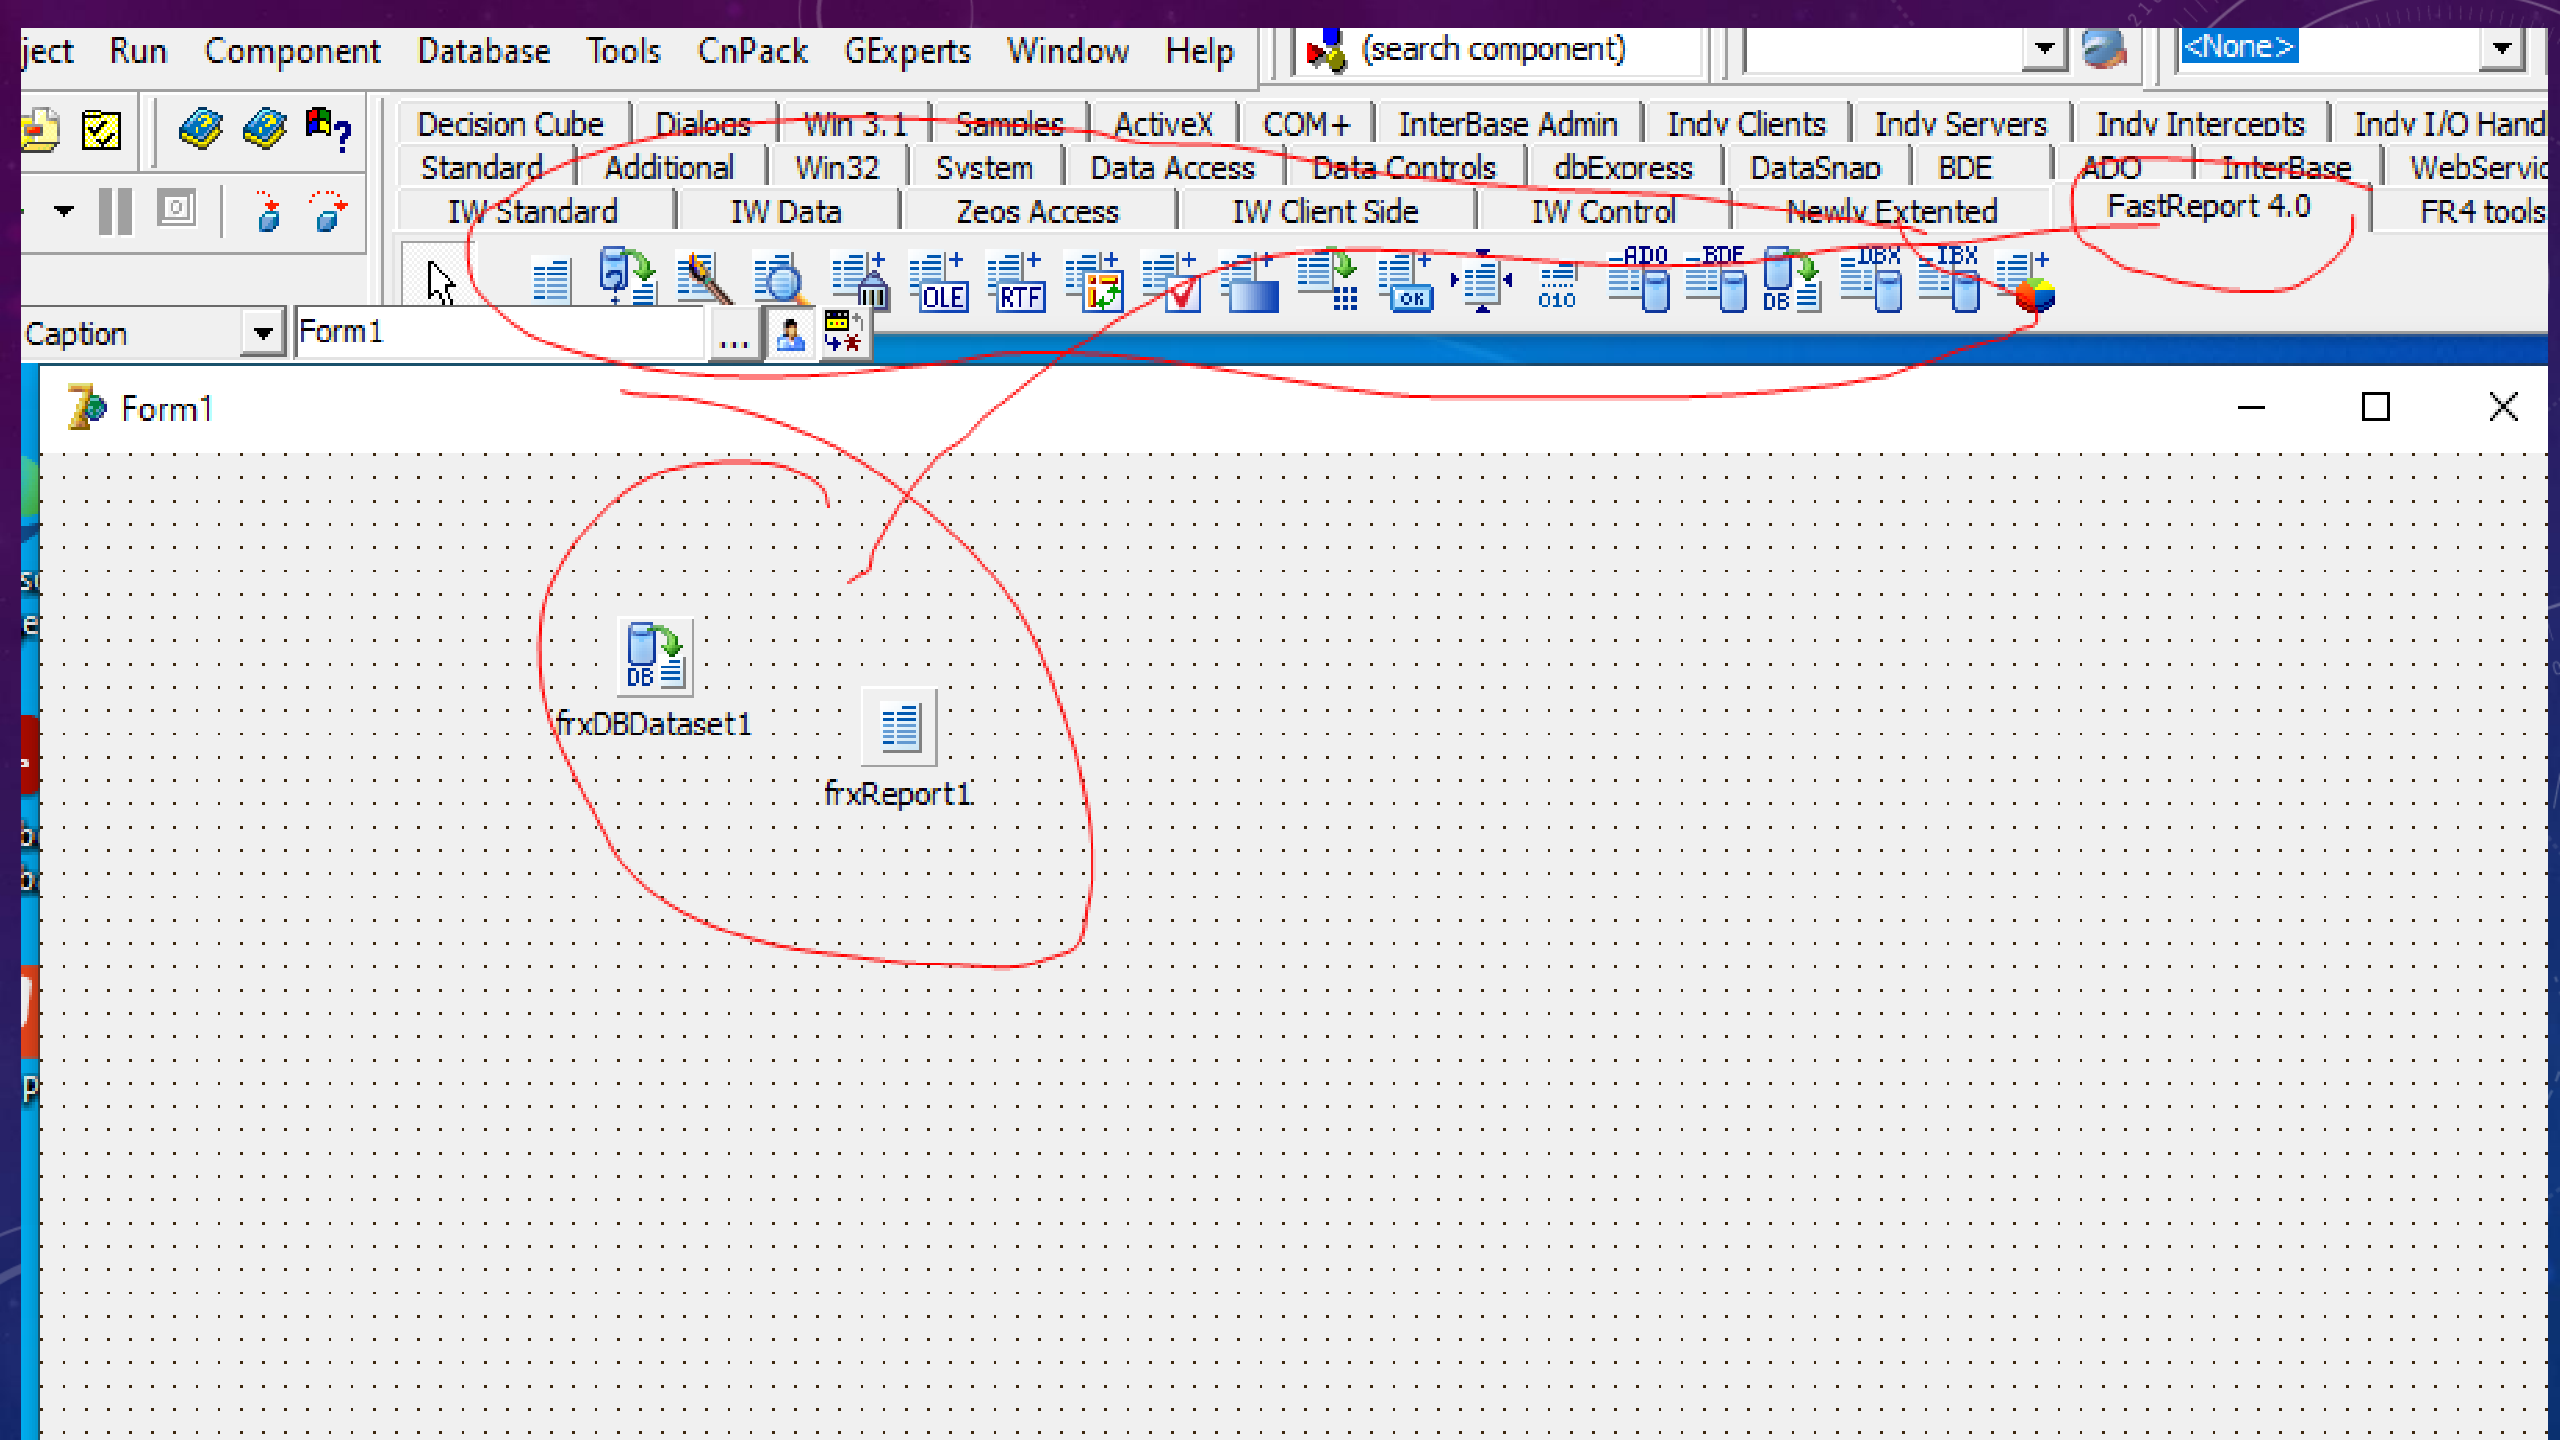 ject Run Component Database Tools CnPack GExperts Window Help (search component) <None>
Decision Cube Dialogs Win 3.1 Samples ActiveX COM+ InterBase Admin Indy Clients Indy Servers Indy Intercepts Indy I/O Hand
Standard Additional Win32 System Data Access Data Controls dbExpress DataSnap BDE ADO InterBase WebServic
IW Standard IW Data Zeos Access IW Client Side IW Control Newly Extented FastReport 4.0 FR4 tools
OLE RTF OK 010 ADO BDE DB DBX IBX
Caption Form1 ...
Form1
DB
frxDBDataset1
frxReport1